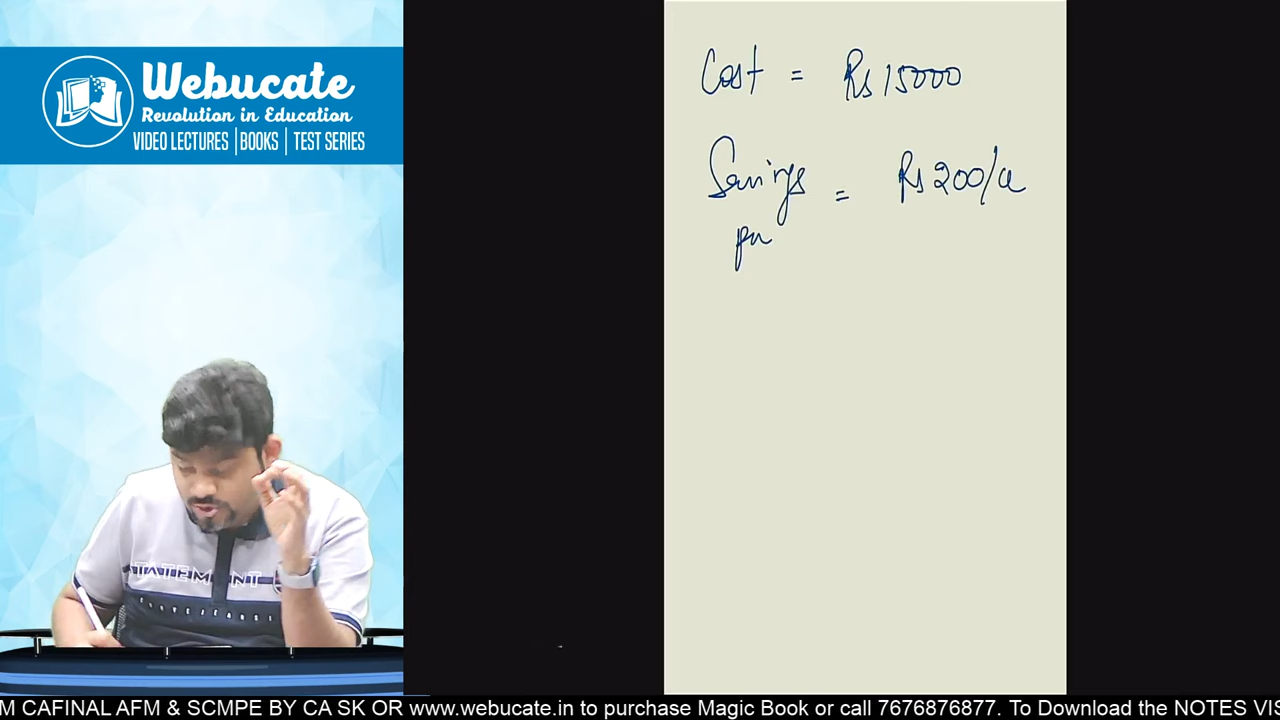 Webucate
Revolution in Education
VIDEO LECTURES | BOOKS | TEST SERIES
Cost = Rs 15000
Savings = Rs 200/u
pu
TATEMENT
M CAFINAL AFM & SCMPE BY CA SK OR www.webucate.in to purchase Magic Book or call 7676876877. To Download the NOTES VIS